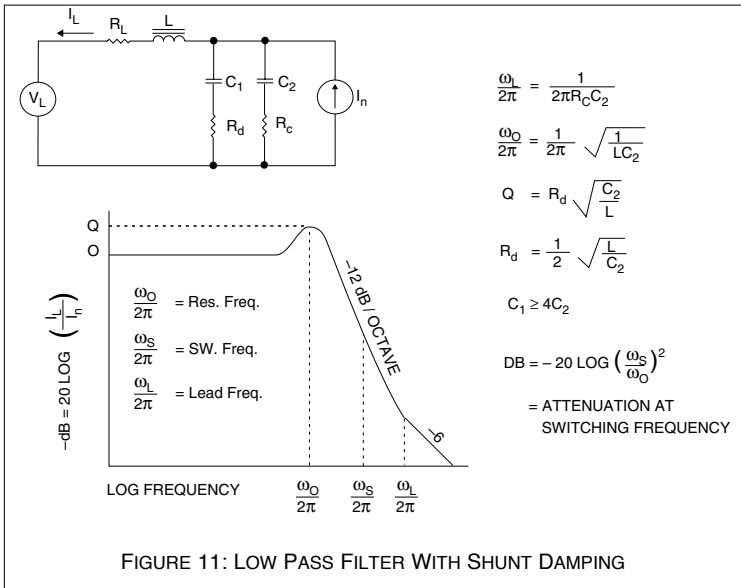 I_L
R_L
L
V_L
C_1
R_d
C_2
R_c
I_n
ω_L/2π = 1/2πR_CC_2
ω_O/2π = 1/2π √(1/LC_2)
Q = R_d √(C_2/L)
R_d = 1/2 √(L/C_2)
C_1 ≥ 4C_2
DB = – 20 LOG (ω_S/ω_O)^2
= ATTENUATION AT
SWITCHING FREQUENCY
Q
O
–dB = 20 LOG (I_L/I_n)
ω_O/2π = Res. Freq.
ω_S/2π = SW. Freq.
ω_L/2π = Lead Freq.
–12 dB / OCTAVE
–6
LOG FREQUENCY
ω_O/2π
ω_S/2π
ω_L/2π
FIGURE 11: LOW PASS FILTER WITH SHUNT DAMPING